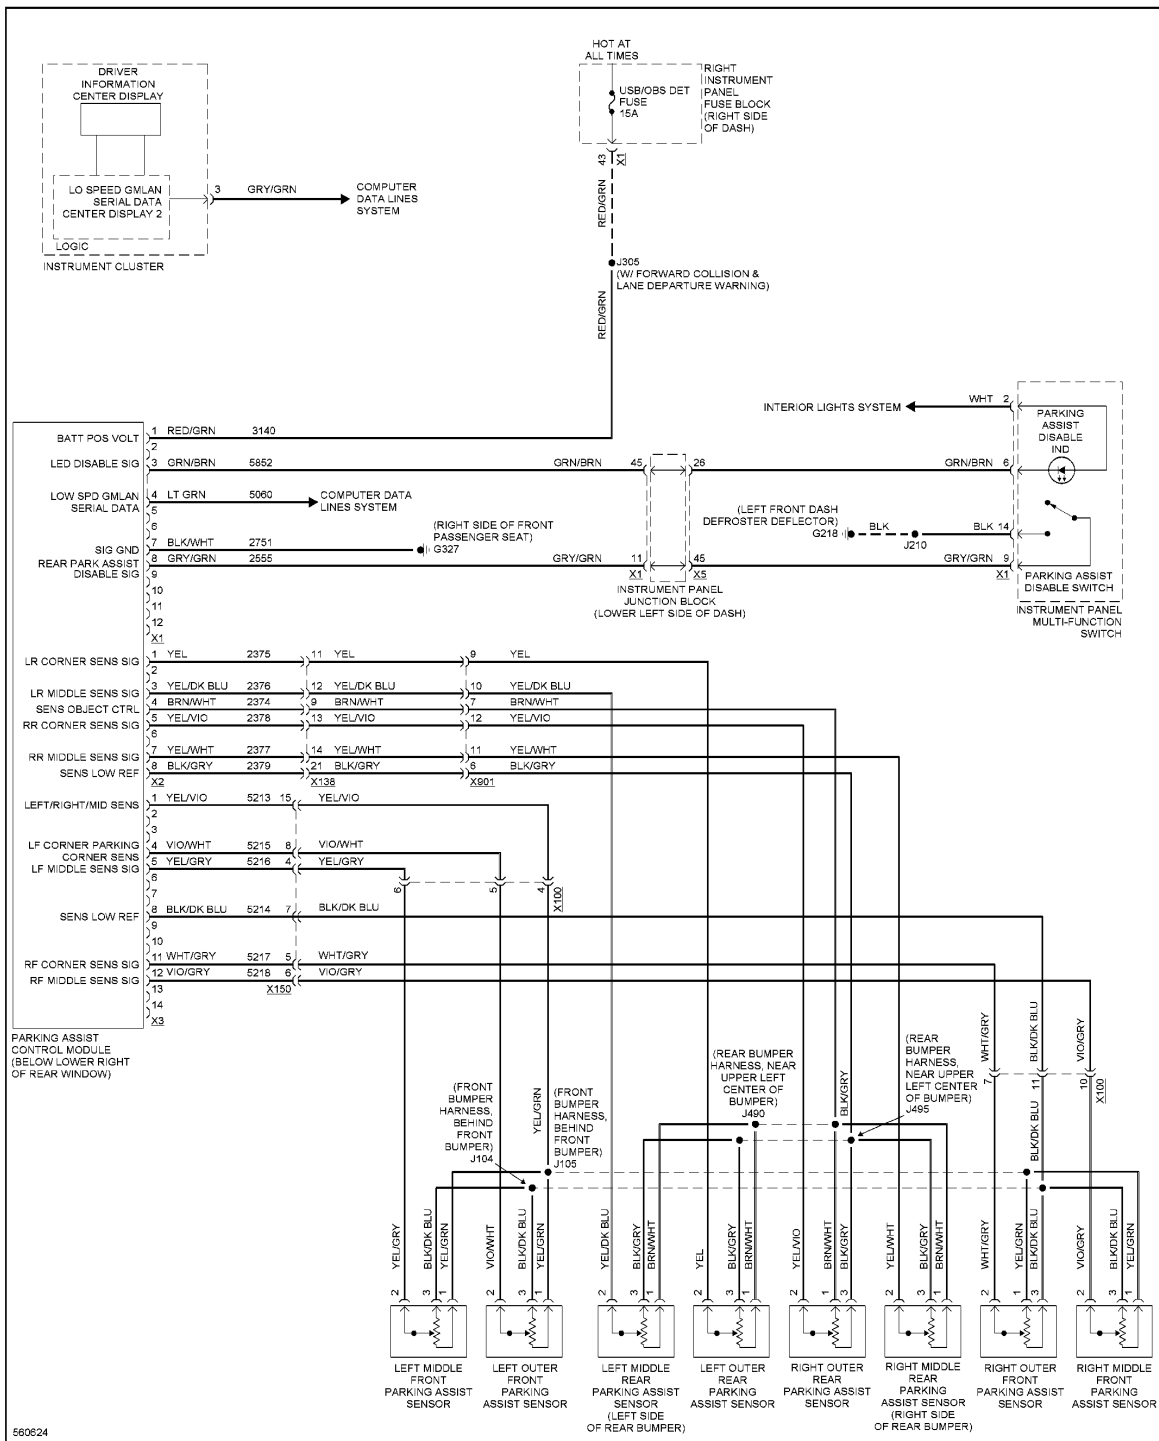 HOT AT
ALL TIMES
DRIVER
INFORMATION
CENTER DISPLAY
LO SPEED GMLAN
SERIAL DATA
CENTER DISPLAY 2
LOGIC
INSTRUMENT CLUSTER
3 GRY/GRN
COMPUTER
DATA LINES
SYSTEM
USB/OBS DET
FUSE
15A
RIGHT
INSTRUMENT
PANEL
FUSE BLOCK
(RIGHT SIDE
OF DASH)
43 X1
RED/GRN
J305
(W/ FORWARD COLLISION &
LANE DEPARTURE WARNING)
RED/GRN
INTERIOR LIGHTS SYSTEM
WHT 2
PARKING
ASSIST
DISABLE
IND
BATT POS VOLT 1 RED/GRN 3140
2
LED DISABLE SIG 3 GRN/BRN 5852 GRN/BRN 45 26 GRN/BRN 6
LOW SPD GMLAN
SERIAL DATA
4 LT GRN 5060
COMPUTER DATA
LINES SYSTEM
5
6
(RIGHT SIDE OF FRONT
PASSENGER SEAT)
G327
(LEFT FRONT DASH
DEFROSTER DEFLECTOR)
G218 BLK J210 BLK 14
SIG GND 7 BLK/WHT 2751
REAR PARK ASSIST
DISABLE SIG
8 GRY/GRN 2555 GRY/GRN 11 45 GRY/GRN 9
X1 X5 X1
9
10
11
12
X1
INSTRUMENT PANEL
JUNCTION BLOCK
(LOWER LEFT SIDE OF DASH)
PARKING ASSIST
DISABLE SWITCH
INSTRUMENT PANEL
MULTI-FUNCTION
SWITCH
LR CORNER SENS SIG 1 YEL 2375 11 YEL 9 YEL
2
LR MIDDLE SENS SIG 3 YEL/DK BLU 2376 12 YEL/DK BLU 10 YEL/DK BLU
SENS OBJECT CTRL 4 BRN/WHT 2374 9 BRN/WHT 7 BRN/WHT
RR CORNER SENS SIG 5 YEL/VIO 2378 13 YEL/VIO 12 YEL/VIO
6
RR MIDDLE SENS SIG 7 YEL/WHT 2377 14 YEL/WHT 11 YEL/WHT
SENS LOW REF 8 BLK/GRY 2379 21 BLK/GRY 6 BLK/GRY
X2 X138 X901
LEFT/RIGHT/MID SENS 1 YEL/VIO 5213 15 YEL/VIO
2
3
LF CORNER PARKING
CORNER SENS
4 VIO/WHT 5215 8 VIO/WHT
LF MIDDLE SENS SIG 5 YEL/GRY 5216 4 YEL/GRY
6
7
6 5 4 X100
SENS LOW REF 8 BLK/DK BLU 5214 7 BLK/DK BLU
9
10
RF CORNER SENS SIG 11 WHT/GRY 5217 5 WHT/GRY
RF MIDDLE SENS SIG 12 VIO/GRY 5218 6 VIO/GRY
X150
13
14
X3
PARKING ASSIST
CONTROL MODULE
(BELOW LOWER RIGHT
OF REAR WINDOW)
WHT/GRY BLK/DK BLU VIO/GRY
7 11 10 X100
BLK/DK BLU
(FRONT
BUMPER
HARNESS,
BEHIND
FRONT
BUMPER)
J104
YEL/GRN
(FRONT
BUMPER
HARNESS,
BEHIND
FRONT
BUMPER)
J105
(REAR BUMPER
HARNESS, NEAR
UPPER LEFT
CENTER OF
BUMPER)
J490
BLK/GRY
(REAR
BUMPER
HARNESS,
NEAR UPPER
LEFT CENTER
OF BUMPER)
J495
YEL/GRY BLK/DK BLU YEL/GRN VIO/WHT BLK/DK BLU YEL/GRN YEL/DK BLU BLK/GRY BRN/WHT YEL BLK/GRY BRN/WHT YEL/VIO BRN/WHT BLK/GRY YEL/WHT BLK/GRY BRN/WHT WHT/GRY YEL/GRN BLK/DK BLU VIO/GRY BLK/DK BLU YEL/GRN
2 3 1 2 3 1 2 3 1 2 3 1 2 1 3 2 3 1 2 1 3 2 3 1
LEFT MIDDLE
FRONT
PARKING ASSIST
SENSOR
LEFT OUTER
FRONT
PARKING
ASSIST SENSOR
LEFT MIDDLE
REAR
PARKING ASSIST
SENSOR
(LEFT SIDE
OF REAR BUMPER)
LEFT OUTER
REAR
PARKING
ASSIST SENSOR
RIGHT OUTER
REAR
PARKING ASSIST
SENSOR
RIGHT MIDDLE
REAR
PARKING
ASSIST SENSOR
(RIGHT SIDE
OF REAR BUMPER)
RIGHT OUTER
FRONT
PARKING ASSIST
SENSOR
RIGHT MIDDLE
FRONT
PARKING
ASSIST SENSOR
560624